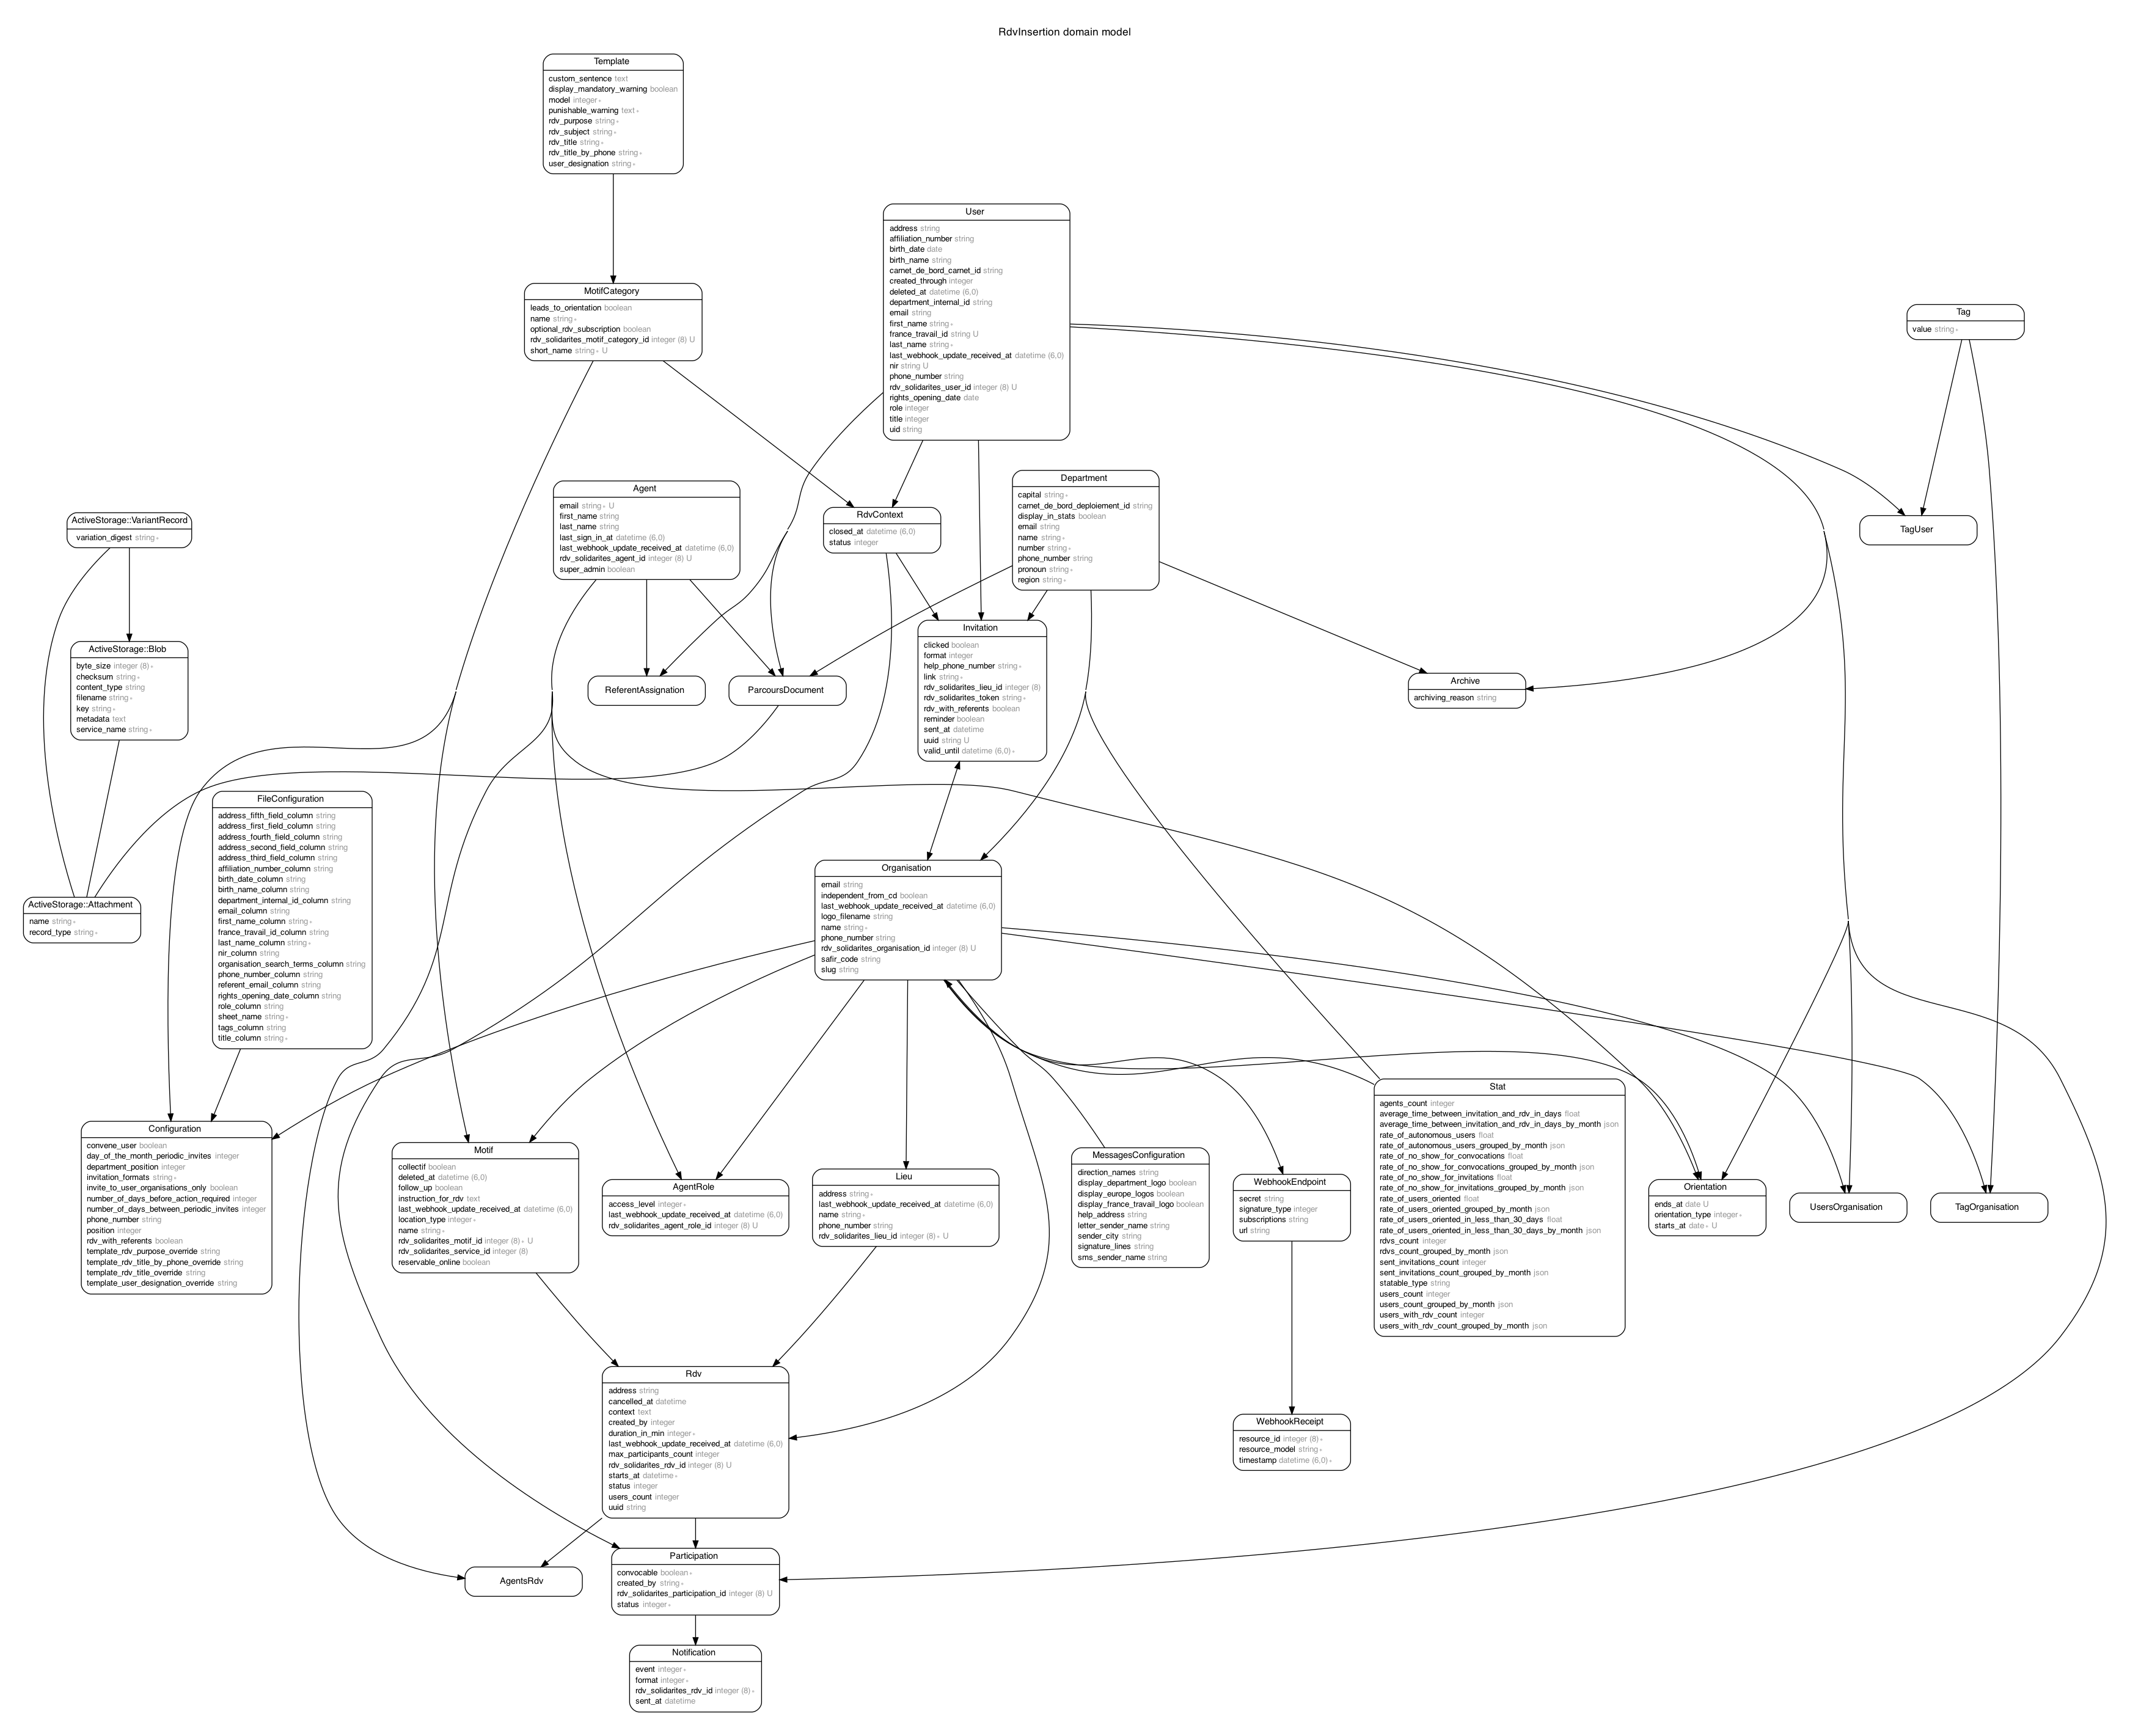 RdvInsertion domain model
Template
custom_sentence text
display_mandatory_warning boolean
model integer *
punishable_warning text *
rdv_purpose string *
rdv_subject string *
rdv_title string *
rdv_title_by_phone string *
user_designation string *
User
address string
affiliation_number string
birth_date date
birth_name string
carnet_de_bord_carnet_id string
created_through integer
deleted_at datetime (6,0)
department_internal_id string
email string
first_name string *
france_travail_id string U
last_name string *
last_webhook_update_received_at datetime (6,0)
nir string U
phone_number string
rdv_solidarites_user_id integer (8) U
rights_opening_date date
role integer
title integer
uid string
MotifCategory
leads_to_orientation boolean
name string *
optional_rdv_subscription boolean
rdv_solidarites_motif_category_id integer (8) U
short_name string * U
Tag
value string *
Agent
email string * U
first_name string
last_name string
last_sign_in_at datetime (6,0)
last_webhook_update_received_at datetime (6,0)
rdv_solidarites_agent_id integer (8) U
super_admin boolean
RdvContext
closed_at datetime (6,0)
status integer
Department
capital string *
carnet_de_bord_deploiement_id string
display_in_stats boolean
email string
name string *
number string *
phone_number string
pronoun string *
region string *
TagUser
ActiveStorage::VariantRecord
variation_digest string *
ActiveStorage::Blob
byte_size integer (8) *
checksum string *
content_type string
filename string *
key string *
metadata text
service_name string *
ReferentAssignation
ParcoursDocument
Invitation
clicked boolean
format integer
help_phone_number string *
link string *
rdv_solidarites_lieu_id integer (8)
rdv_solidarites_token string *
rdv_with_referents boolean
reminder boolean
sent_at datetime
uuid string U
valid_until datetime (6,0) *
Archive
archiving_reason string
FileConfiguration
address_fifth_field_column string
address_first_field_column string
address_fourth_field_column string
address_second_field_column string
address_third_field_column string
affiliation_number_column string
birth_date_column string
birth_name_column string
department_internal_id_column string
email_column string
first_name_column string *
france_travail_id_column string
last_name_column string *
nir_column string
organisation_search_terms_column string
phone_number_column string
referent_email_column string
rights_opening_date_column string
role_column string
sheet_name string *
tags_column string
title_column string *
ActiveStorage::Attachment
name string *
record_type string *
Organisation
email string
independent_from_cd boolean
last_webhook_update_received_at datetime (6,0)
logo_filename string
name string *
phone_number string
rdv_solidarites_organisation_id integer (8) U
safir_code string
slug string
Configuration
convene_user boolean
day_of_the_month_periodic_invites integer
department_position integer
invitation_formats string *
invite_to_user_organisations_only boolean
number_of_days_before_action_required integer
number_of_days_between_periodic_invites integer
phone_number string
position integer
rdv_with_referents boolean
template_rdv_purpose_override string
template_rdv_title_by_phone_override string
template_rdv_title_override string
template_user_designation_override string
Motif
collectif boolean
deleted_at datetime (6,0)
follow_up boolean
instruction_for_rdv text
last_webhook_update_received_at datetime (6,0)
location_type integer *
name string *
rdv_solidarites_motif_id integer (8) * U
rdv_solidarites_service_id integer (8)
reservable_online boolean
AgentRole
access_level integer *
last_webhook_update_received_at datetime (6,0)
rdv_solidarites_agent_role_id integer (8) U
Lieu
address string *
last_webhook_update_received_at datetime (6,0)
name string *
phone_number string
rdv_solidarites_lieu_id integer (8) * U
MessagesConfiguration
direction_names string
display_department_logo boolean
display_europe_logos boolean
display_france_travail_logo boolean
help_address string
letter_sender_name string
sender_city string
signature_lines string
sms_sender_name string
WebhookEndpoint
secret string
signature_type integer
subscriptions string
url string
Stat
agents_count integer
average_time_between_invitation_and_rdv_in_days float
average_time_between_invitation_and_rdv_in_days_by_month json
rate_of_autonomous_users float
rate_of_autonomous_users_grouped_by_month json
rate_of_no_show_for_convocations float
rate_of_no_show_for_convocations_grouped_by_month json
rate_of_no_show_for_invitations float
rate_of_no_show_for_invitations_grouped_by_month json
rate_of_users_oriented float
rate_of_users_oriented_grouped_by_month json
rate_of_users_oriented_in_less_than_30_days float
rate_of_users_oriented_in_less_than_30_days_by_month json
rdvs_count integer
rdvs_count_grouped_by_month json
sent_invitations_count integer
sent_invitations_count_grouped_by_month json
statable_type string
users_count integer
users_count_grouped_by_month json
users_with_rdv_count integer
users_with_rdv_count_grouped_by_month json
Orientation
ends_at date U
orientation_type integer *
starts_at date * U
UsersOrganisation
TagOrganisation
Rdv
address string
cancelled_at datetime
context text
created_by integer
duration_in_min integer *
last_webhook_update_received_at datetime (6,0)
max_participants_count integer
rdv_solidarites_rdv_id integer (8) U
starts_at datetime *
status integer
users_count integer
uuid string
WebhookReceipt
resource_id integer (8) *
resource_model string *
timestamp datetime (6,0) *
AgentsRdv
Participation
convocable boolean *
created_by string *
rdv_solidarites_participation_id integer (8) U
status integer *
Notification
event integer *
format integer *
rdv_solidarites_rdv_id integer (8) *
sent_at datetime